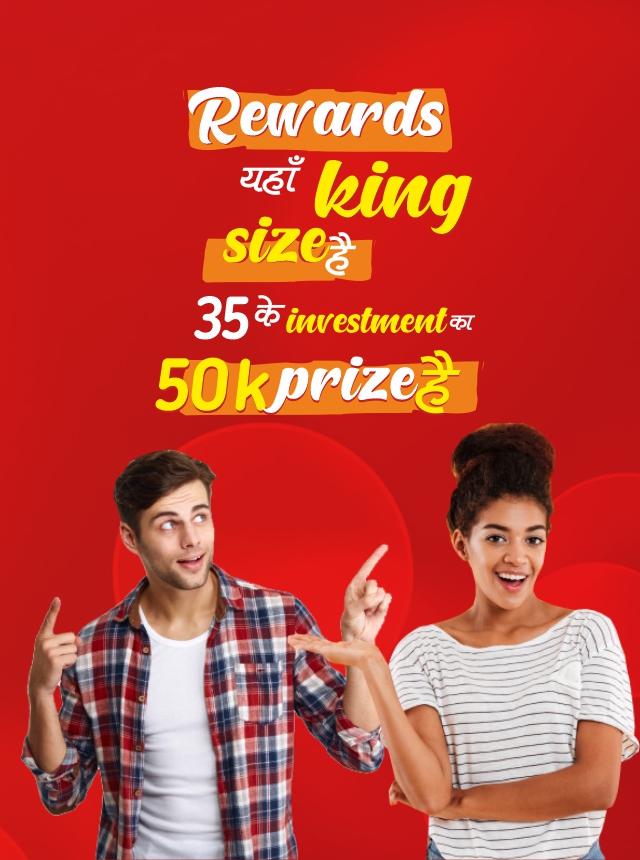 Rewards
यहाँ king
size है
35 के investment का
50k prize है